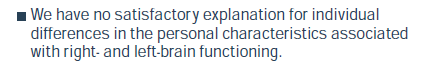 ■ We have no satisfactory explanation for individual
differences in the personal characteristics associated
with right- and left-brain functioning.